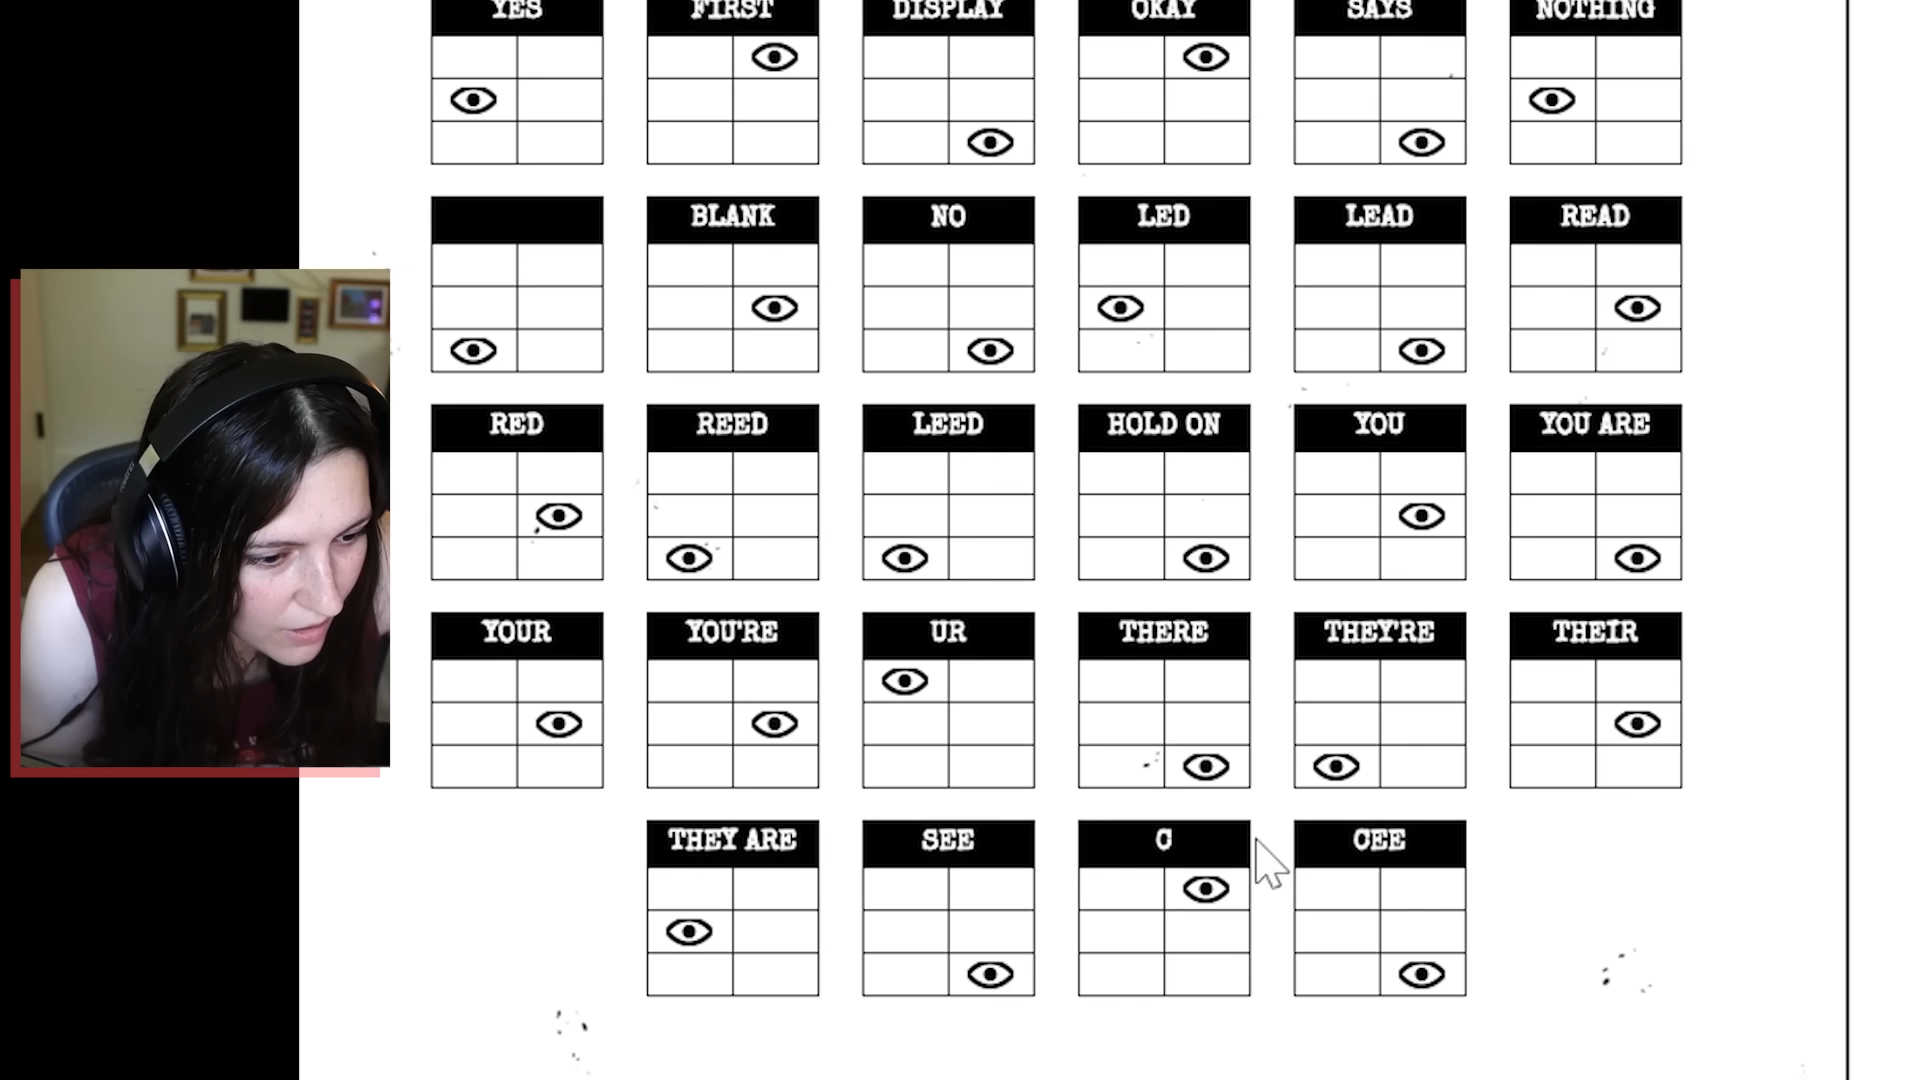 YES FIRST DISPLAY OKAY SAYS NOTHING
BLANK NO LED LEAD READ
RED REED LEED HOLD ON YOU YOU ARE
YOUR YOU'RE UR THERE THEY'RE THEIR
THEY ARE SEE C CEE